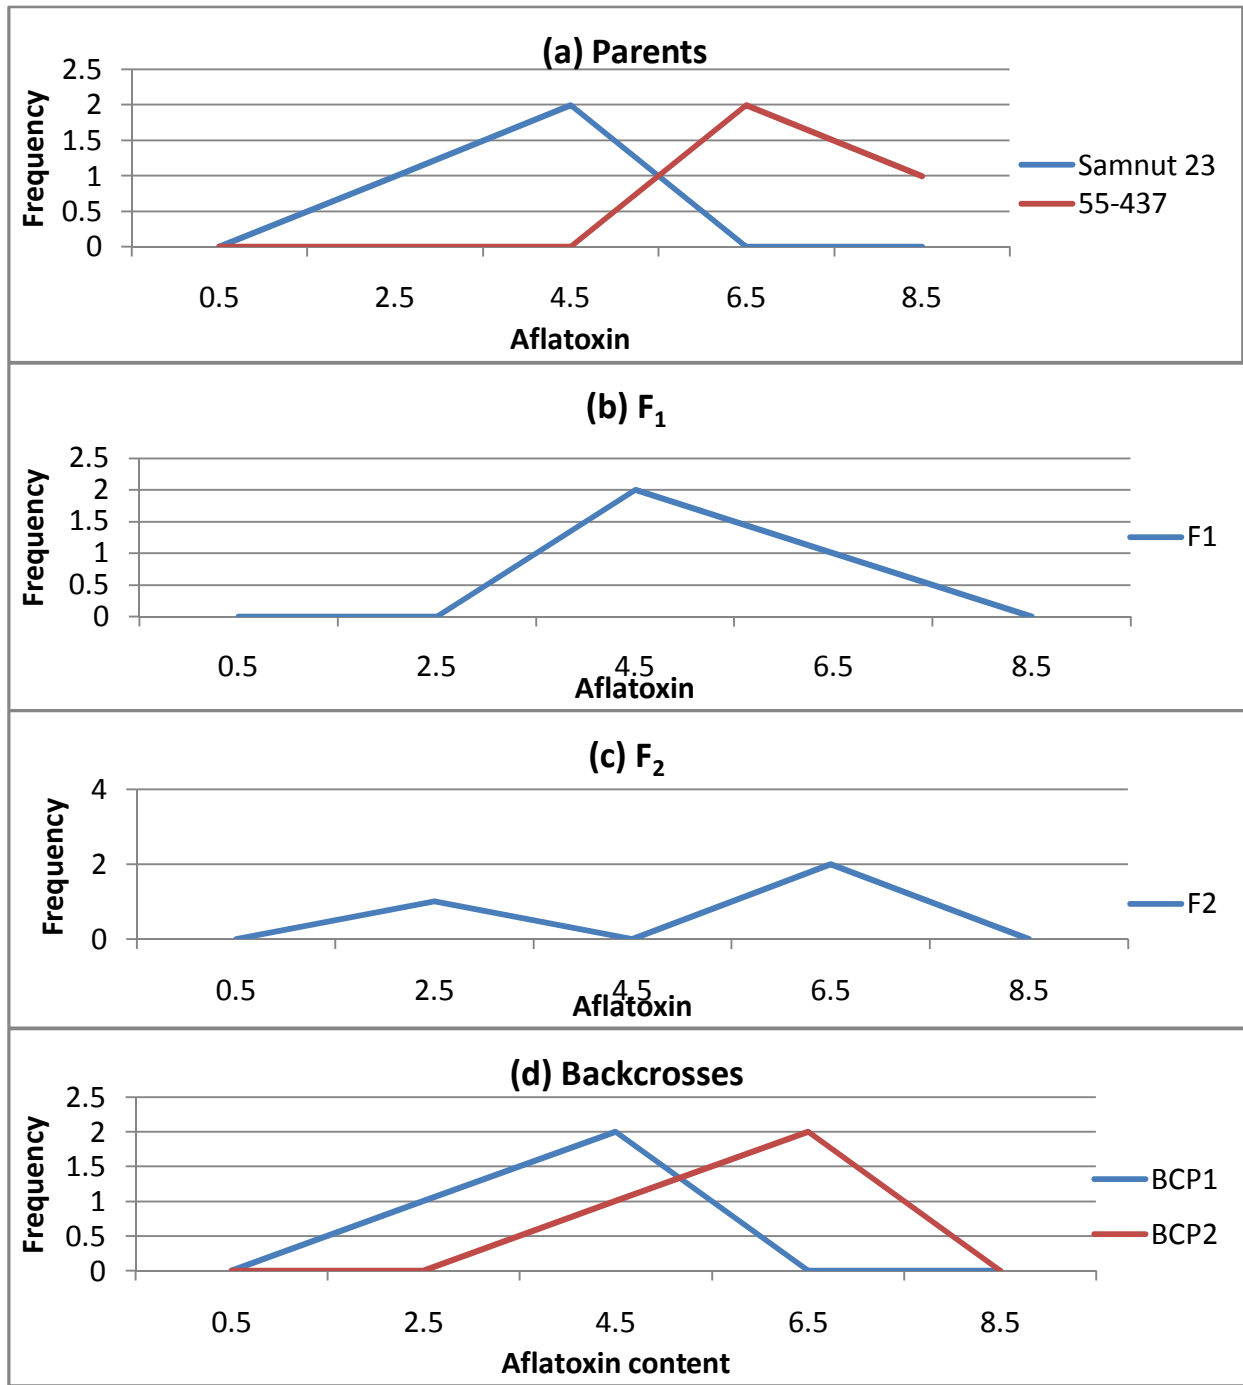 (a) Parents
Frequency
2.5
2
1.5
1
0.5
0
0.5 2.5 4.5 6.5 8.5
Aflatoxin
Samnut 23
55-437
(b) F₁
Frequency
2.5
2
1.5
1
0.5
0
0.5 2.5 4.5 6.5 8.5
Aflatoxin
F1
(c) F₂
Frequency
4
2
0
0.5 2.5 4.5 6.5 8.5
Aflatoxin
F2
(d) Backcrosses
Frequency
2.5
2
1.5
1
0.5
0
0.5 2.5 4.5 6.5 8.5
Aflatoxin content
BCP1
BCP2